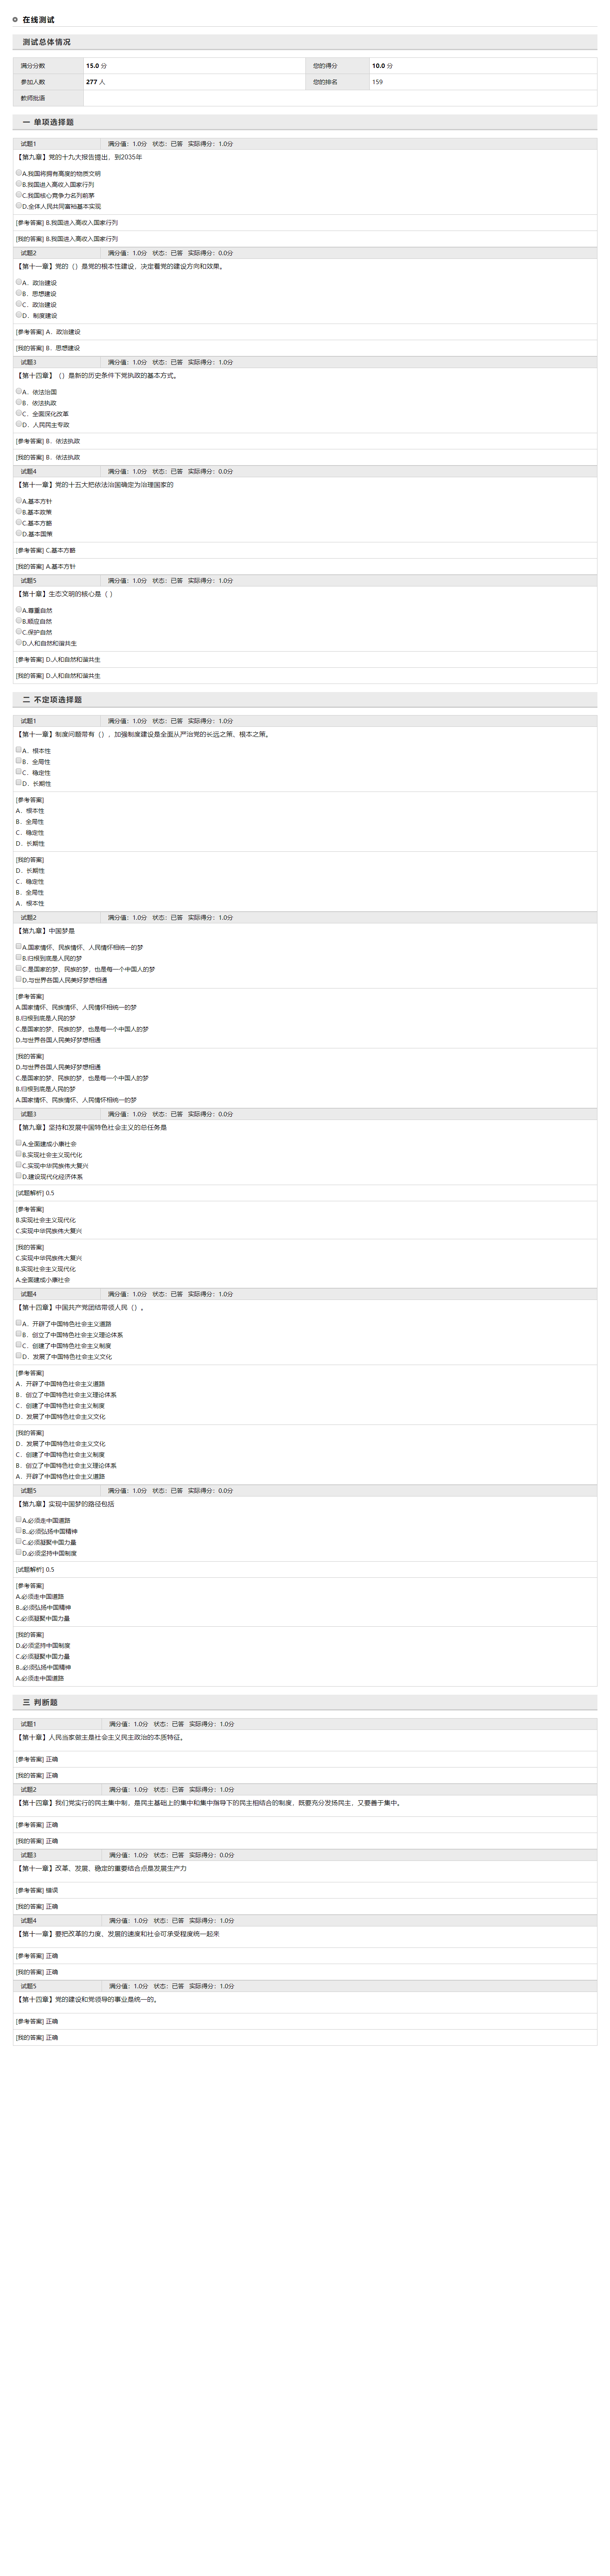 在线测试
测试总体情况
满分分数 15.0 分 您的得分 10.0 分
参加人数 277 人 您的排名 159
教师批语
一 单项选择题
试题1 满分值：1.0分 状态：已答 实际得分：1.0分
【第九章】党的十九大报告提出，到2035年
A.我国将拥有高度的物质文明
B.我国进入高收入国家行列
C.我国核心竞争力名列前茅
D.全体人民共同富裕基本实现
[参考答案] B.我国进入高收入国家行列
[我的答案] B.我国进入高收入国家行列
试题2 满分值：1.0分 状态：已答 实际得分：0.0分
【第十一章】党的（）是党的根本性建设，决定着党的建设方向和效果。
A．政治建设
B．思想建设
C．政治建设
D．制度建设
[参考答案] A．政治建设
[我的答案] B．思想建设
试题3 满分值：1.0分 状态：已答 实际得分：1.0分
【第十四章】（）是新的历史条件下党执政的基本方式。
A．依法治国
B．依法执政
C．全面深化改革
D．人民民主专政
[参考答案] B．依法执政
[我的答案] B．依法执政
试题4 满分值：1.0分 状态：已答 实际得分：0.0分
【第十一章】党的十五大把依法治国确定为治理国家的
A.基本方针
B.基本政策
C.基本方略
D.基本国策
[参考答案] C.基本方略
[我的答案] A.基本方针
试题5 满分值：1.0分 状态：已答 实际得分：1.0分
【第十章】生态文明的核心是（ ）
A.尊重自然
B.顺应自然
C.保护自然
D.人和自然和谐共生
[参考答案] D.人和自然和谐共生
[我的答案] D.人和自然和谐共生
二 不定项选择题
试题1 满分值：1.0分 状态：已答 实际得分：1.0分
【第十一章】制度问题带有（），加强制度建设是全面从严治党的长远之策、根本之策。
A．根本性
B．全局性
C．稳定性
D．长期性
[参考答案]
A．根本性
B．全局性
C．稳定性
D．长期性
[我的答案]
D．长期性
C．稳定性
B．全局性
A．根本性
试题2 满分值：1.0分 状态：已答 实际得分：1.0分
【第九章】中国梦是
A.国家情怀、民族情怀、人民情怀相统一的梦
B.归根到底是人民的梦
C.是国家的梦、民族的梦，也是每一个中国人的梦
D.与世界各国人民美好梦想相通
[参考答案]
A.国家情怀、民族情怀、人民情怀相统一的梦
B.归根到底是人民的梦
C.是国家的梦、民族的梦，也是每一个中国人的梦
D.与世界各国人民美好梦想相通
[我的答案]
D.与世界各国人民美好梦想相通
C.是国家的梦、民族的梦，也是每一个中国人的梦
B.归根到底是人民的梦
A.国家情怀、民族情怀、人民情怀相统一的梦
试题3 满分值：1.0分 状态：已答 实际得分：0.0分
【第九章】坚持和发展中国特色社会主义的总任务是
A.全面建成小康社会
B.实现社会主义现代化
C.实现中华民族伟大复兴
D.建设现代化经济体系
[试题解析] 0.5
[参考答案]
B.实现社会主义现代化
C.实现中华民族伟大复兴
[我的答案]
C.实现中华民族伟大复兴
B.实现社会主义现代化
A.全面建成小康社会
试题4 满分值：1.0分 状态：已答 实际得分：1.0分
【第十四章】中国共产党团结带领人民（）。
A．开辟了中国特色社会主义道路
B．创立了中国特色社会主义理论体系
C．创建了中国特色社会主义制度
D．发展了中国特色社会主义文化
[参考答案]
A．开辟了中国特色社会主义道路
B．创立了中国特色社会主义理论体系
C．创建了中国特色社会主义制度
D．发展了中国特色社会主义文化
[我的答案]
D．发展了中国特色社会主义文化
C．创建了中国特色社会主义制度
B．创立了中国特色社会主义理论体系
A．开辟了中国特色社会主义道路
试题5 满分值：1.0分 状态：已答 实际得分：0.0分
【第九章】实现中国梦的路径包括
A.必须走中国道路
B..必须弘扬中国精神
C.必须凝聚中国力量
D.必须坚持中国制度
[试题解析] 0.5
[参考答案]
A.必须走中国道路
B..必须弘扬中国精神
C.必须凝聚中国力量
[我的答案]
D.必须坚持中国制度
C.必须凝聚中国力量
B..必须弘扬中国精神
A.必须走中国道路
三 判断题
试题1 满分值：1.0分 状态：已答 实际得分：1.0分
【第十章】人民当家做主是社会主义民主政治的本质特征。
[参考答案] 正确
[我的答案] 正确
试题2 满分值：1.0分 状态：已答 实际得分：1.0分
【第十四章】我们党实行的民主集中制，是民主基础上的集中和集中指导下的民主相结合的制度，既要充分发扬民主，又要善于集中。
[参考答案] 正确
[我的答案] 正确
试题3 满分值：1.0分 状态：已答 实际得分：0.0分
【第十一章】改革、发展、稳定的重要结合点是发展生产力
[参考答案] 错误
[我的答案] 正确
试题4 满分值：1.0分 状态：已答 实际得分：1.0分
【第十一章】要把改革的力度、发展的速度和社会可承受程度统一起来
[参考答案] 正确
[我的答案] 正确
试题5 满分值：1.0分 状态：已答 实际得分：1.0分
【第十四章】党的建设和党领导的事业是统一的。
[参考答案] 正确
[我的答案] 正确